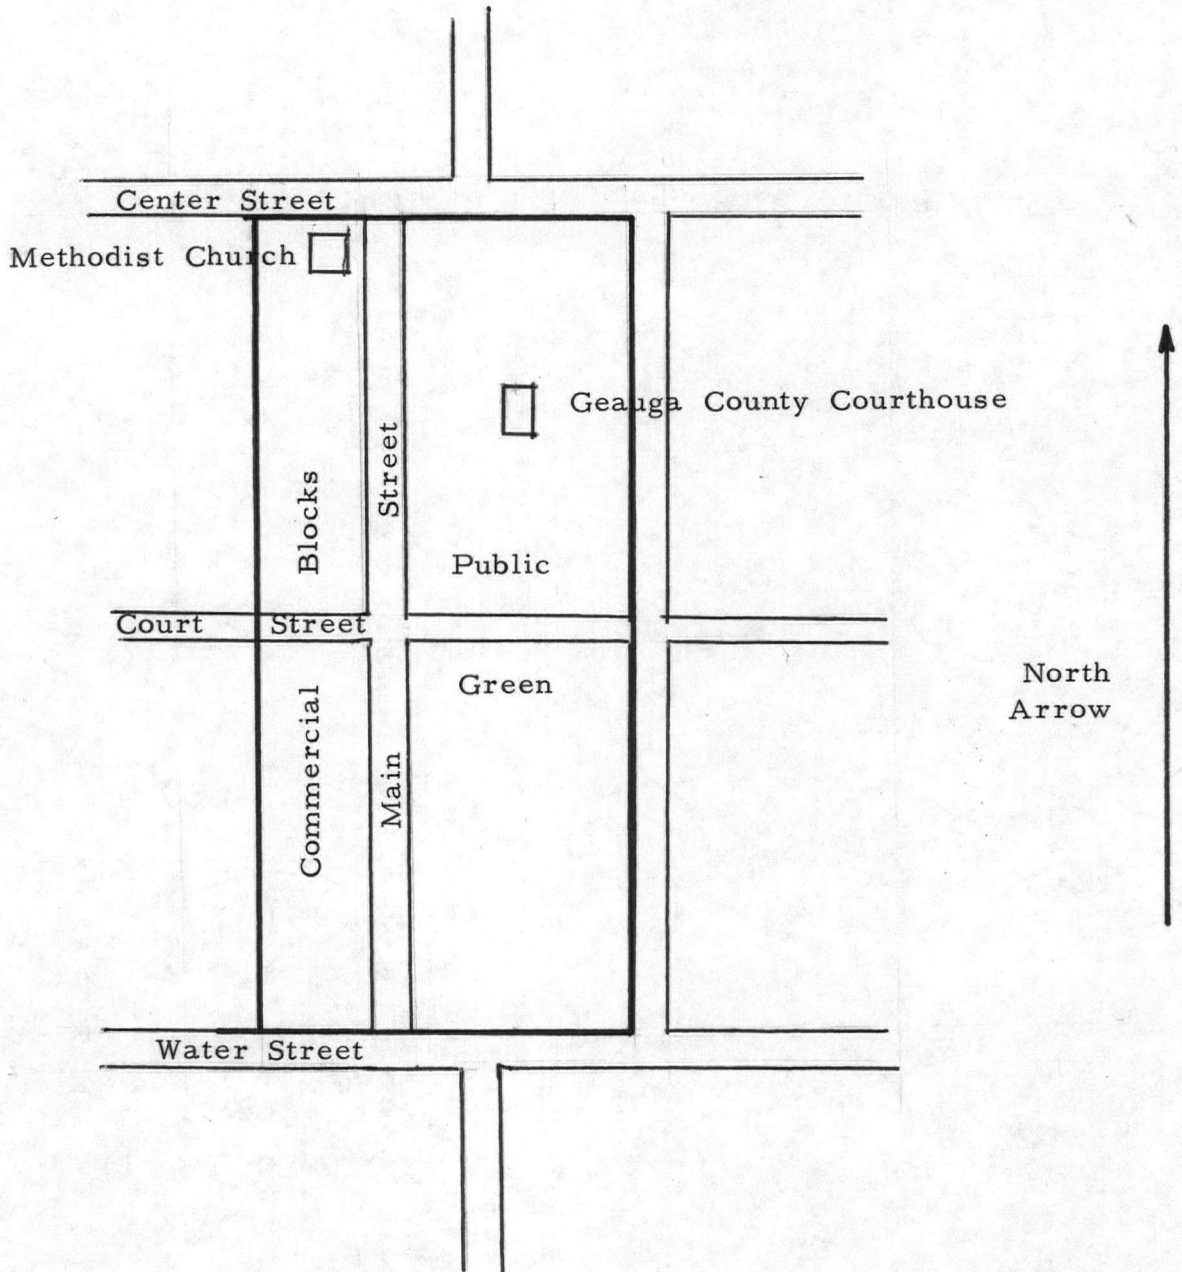 Center Street
Methodist Church
Geauga County Courthouse
Street
Blocks
Public
Court Street
Green
North
Arrow
Main
Commercial
Water Street